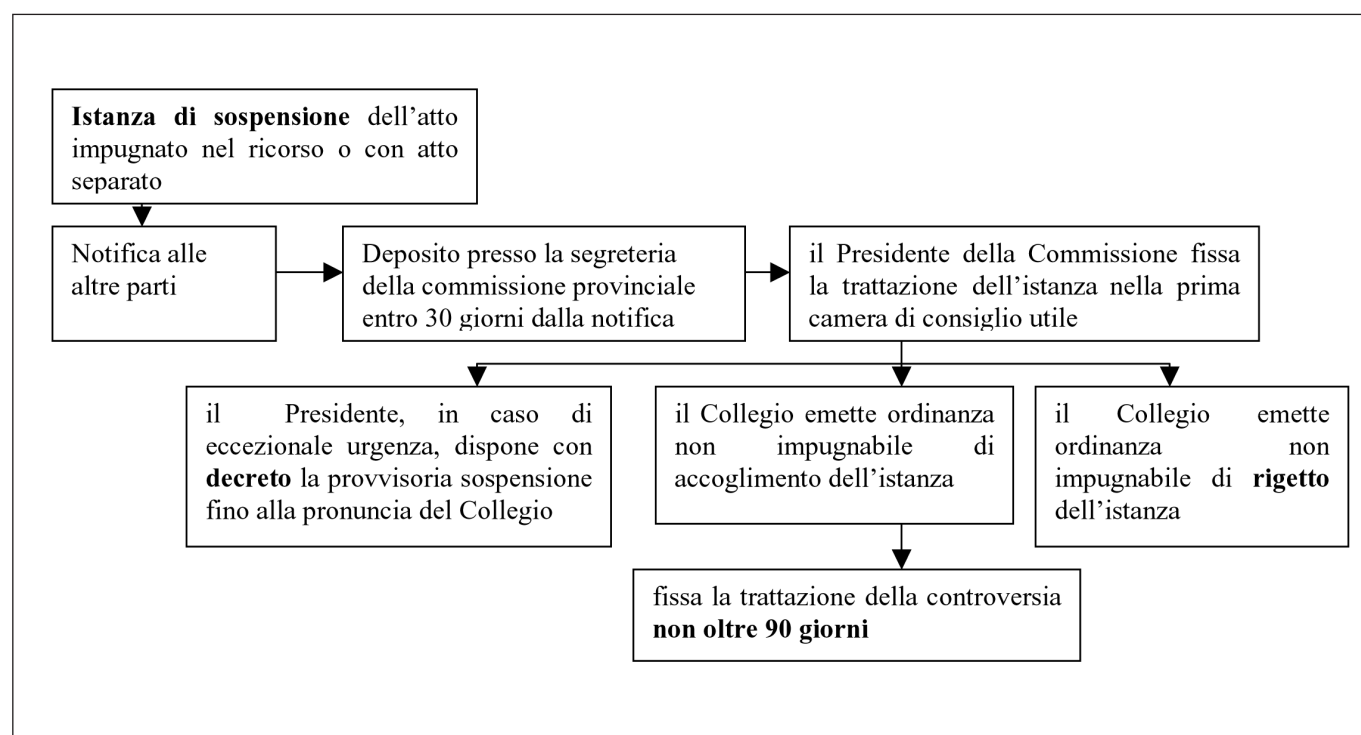 Istanza di sospensione dell’atto
impugnato nel ricorso o con atto
separato
Notifica alle
altre parti
Deposito presso la segreteria
della commissione provinciale
entro 30 giorni dalla notifica
il Presidente della Commissione fissa
la trattazione dell’istanza nella prima
camera di consiglio utile
il Presidente, in caso di
eccezionale urgenza, dispone con
decreto la provvisoria sospensione
fino alla pronuncia del Collegio
il Collegio emette ordinanza
non impugnabile di
accoglimento dell’istanza
il Collegio emette
ordinanza non
impugnabile di rigetto
dell’istanza
fissa la trattazione della controversia
non oltre 90 giorni